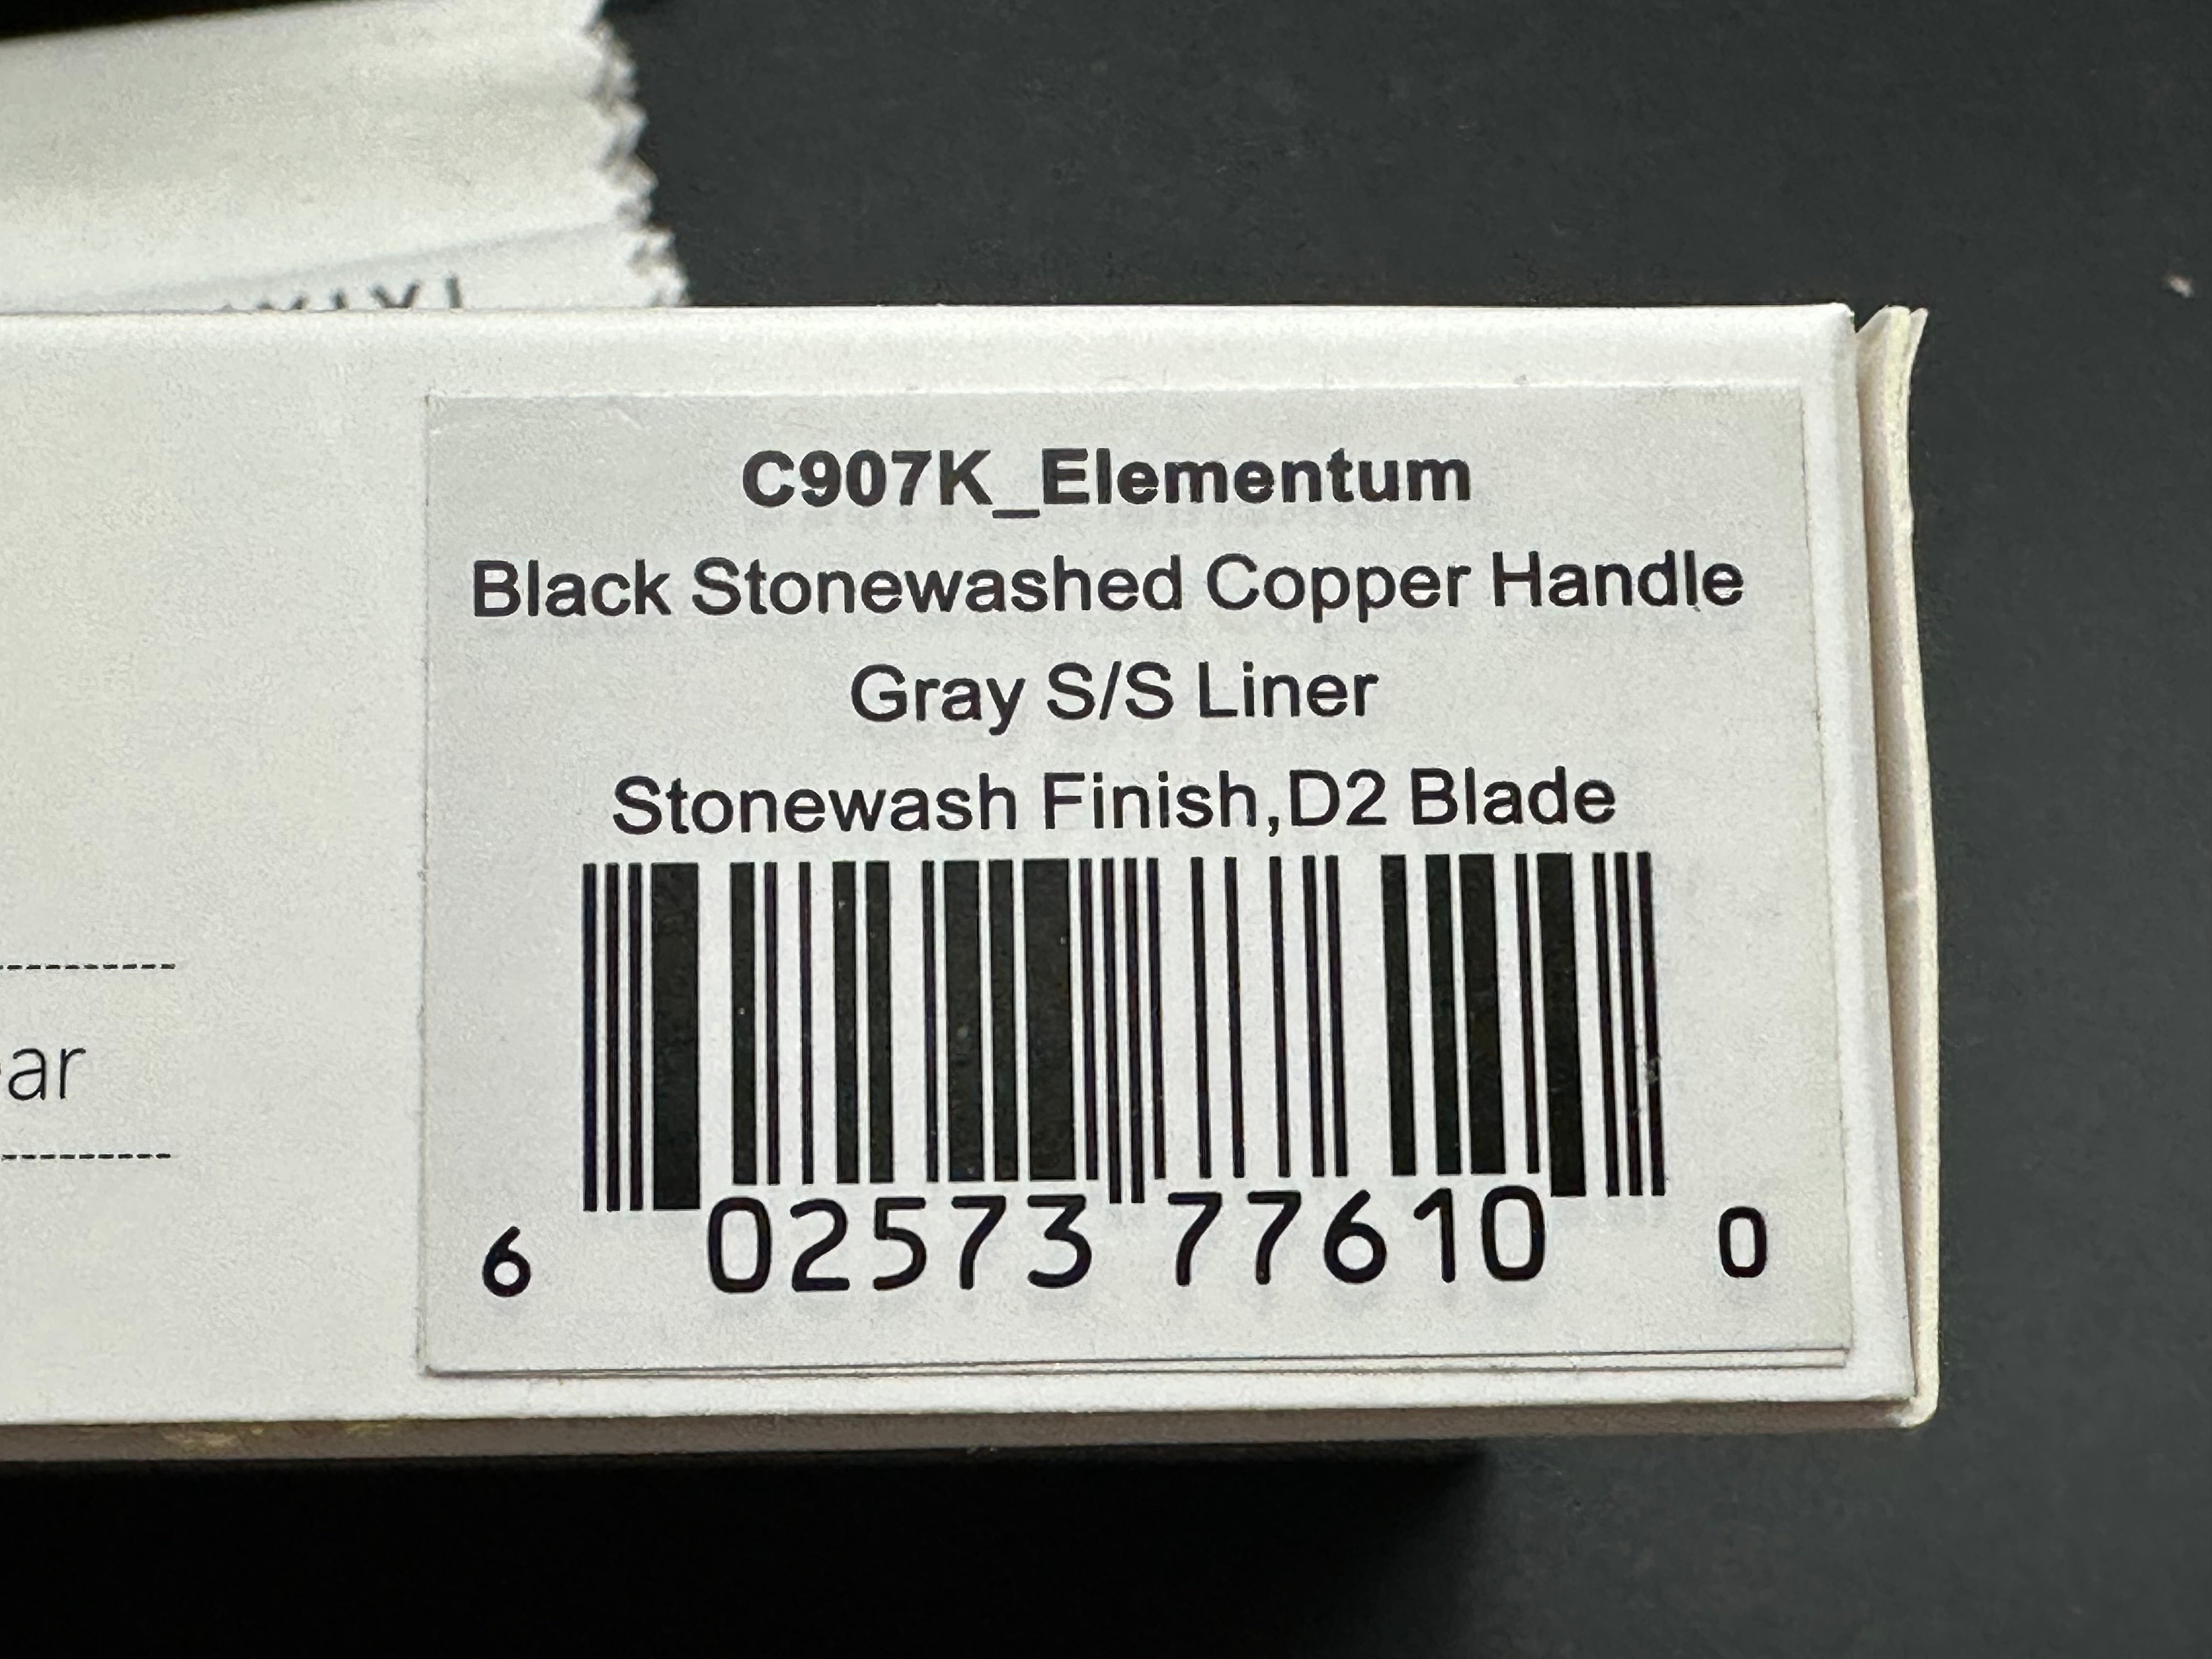 C907K_Elementum
Black Stonewashed Copper Handle
Gray S/S Liner
Stonewash Finish,D2 Blade
6 02573 77610 0
ar